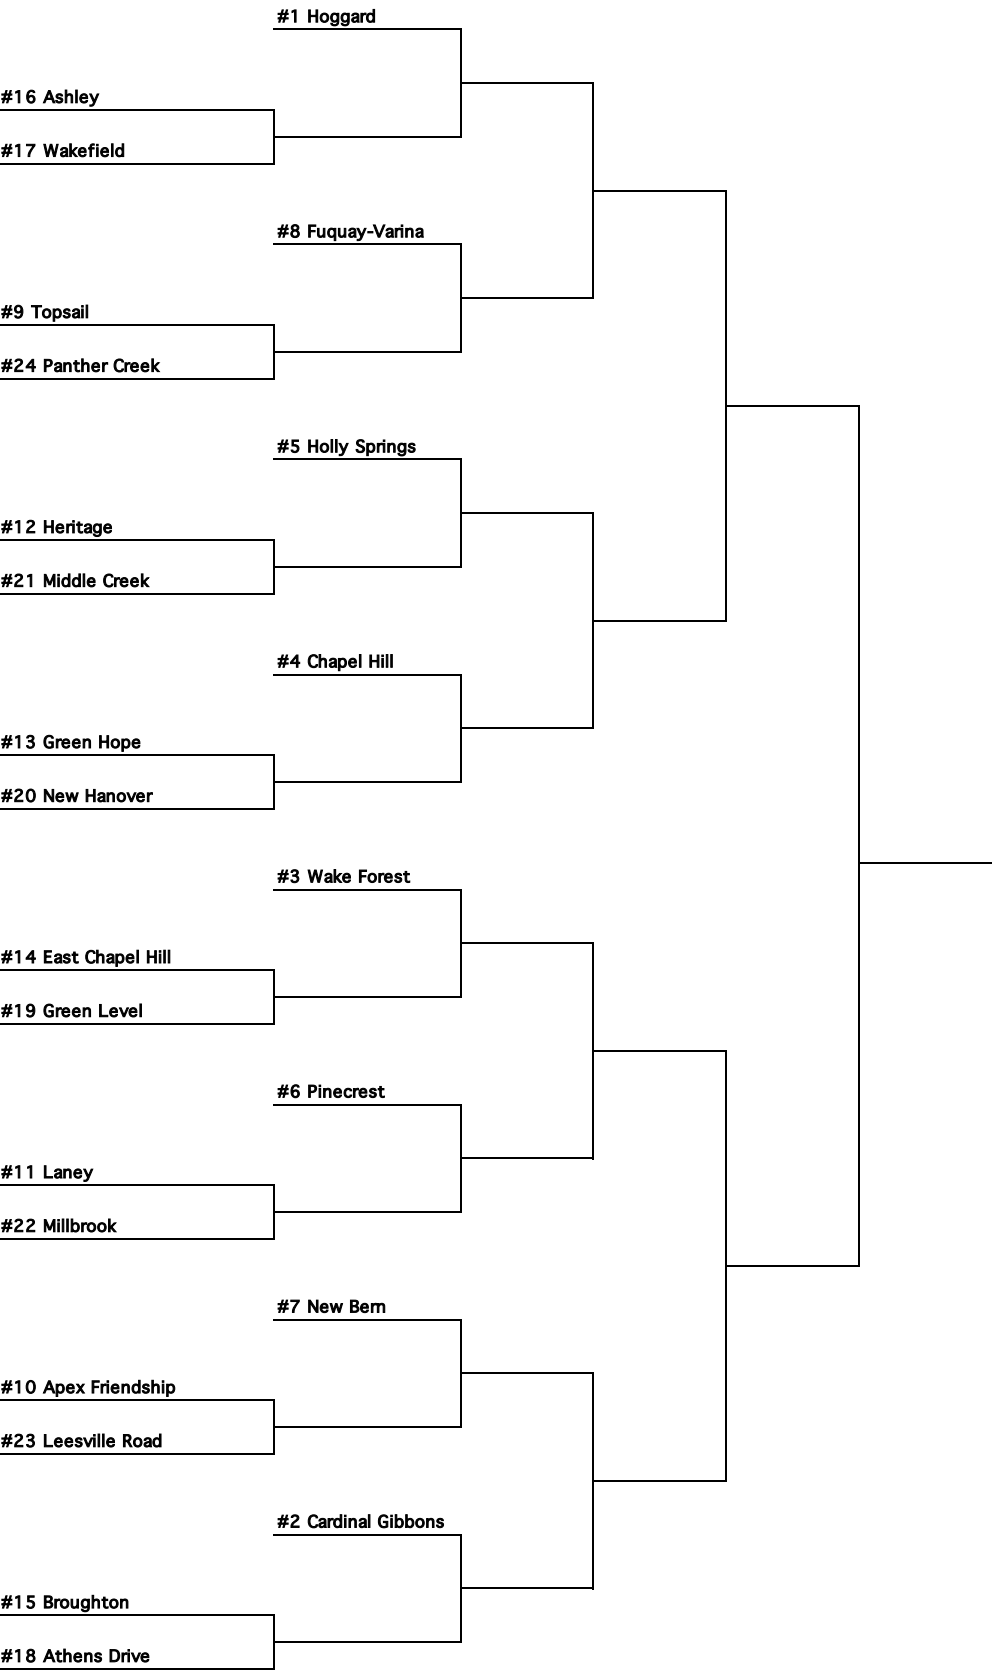 #1 Hoggard
#16 Ashley
#17 Wakefield
#8 Fuquay-Varina
#9 Topsail
#24 Panther Creek
#5 Holly Springs
#12 Heritage
#21 Middle Creek
#4 Chapel Hill
#13 Green Hope
#20 New Hanover
#3 Wake Forest
#14 East Chapel Hill
#19 Green Level
#6 Pinecrest
#11 Laney
#22 Millbrook
#7 New Bern
#10 Apex Friendship
#23 Leesville Road
#2 Cardinal Gibbons
#15 Broughton
#18 Athens Drive